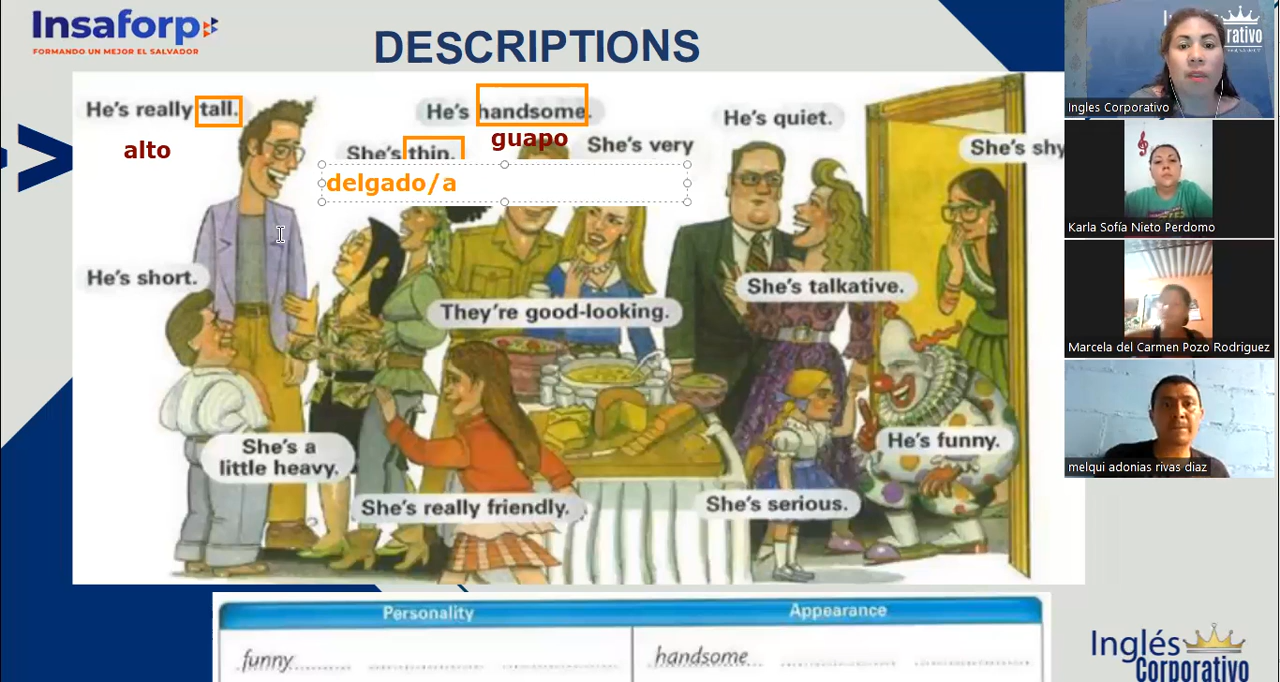 Insaforp
FORMANDO UN MEJOR EL SALVADOR
DESCRIPTIONS
He's really tall.
alto
He's handsome.
guapo
She's thin.
She's very
delgado/a
He's quiet.
She's shy
He's short.
They're good-looking.
She's talkative.
She's a
little heavy.
She's really friendly.
She's serious.
He's funny.
Personality
Appearance
funny
handsome
Inglés
Corporativo
Ingles Corporativo
Karla Sofía Nieto Perdomo
Marcela del Carmen Pozo Rodriguez
melqui adonias rivas diaz